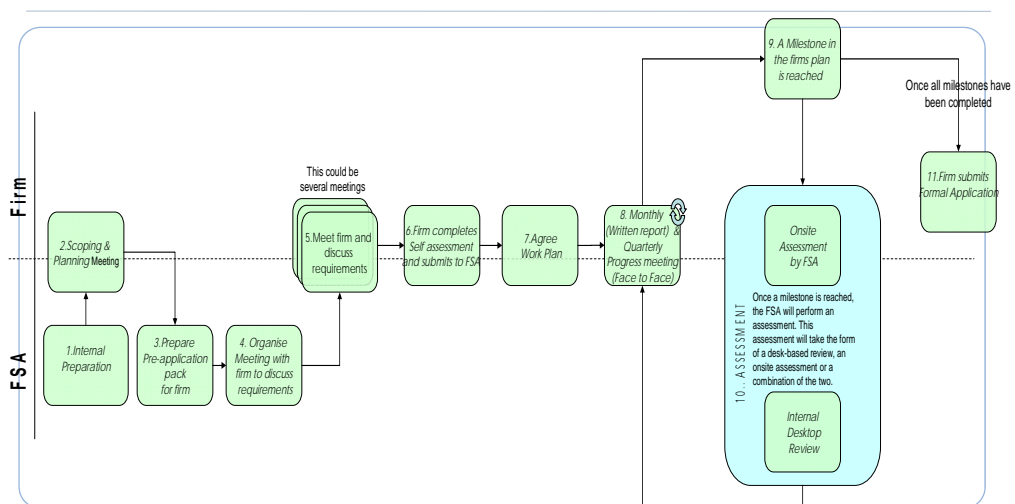 Firm
FSA
1.Internal
Preparation
2.Scoping &
Planning Meeting
3.Prepare
Pre-application
pack
for firm
4. Organise
Meeting with
firm to discuss
requirements
This could be
several meetings
5.Meet firm and
discuss
requirements
6.Firm completes
Self assessment
and submits to FSA
7.Agree
Work Plan
8. Monthly
(Written report) &
Quarterly
Progress meeting
(Face to Face)
9. A Milestone in
the firms plan
is reached
10.. ASSESSMENT
Onsite
Assessment
by FSA
Once a milestone is reached,
the FSA will perform an
assessment. This
assessment will take the form
of a desk-based review, an
onsite assessment or a
combination of the two.
Internal
Desktop
Review
Once all milestones have
been completed
11.Firm submits
Formal Application